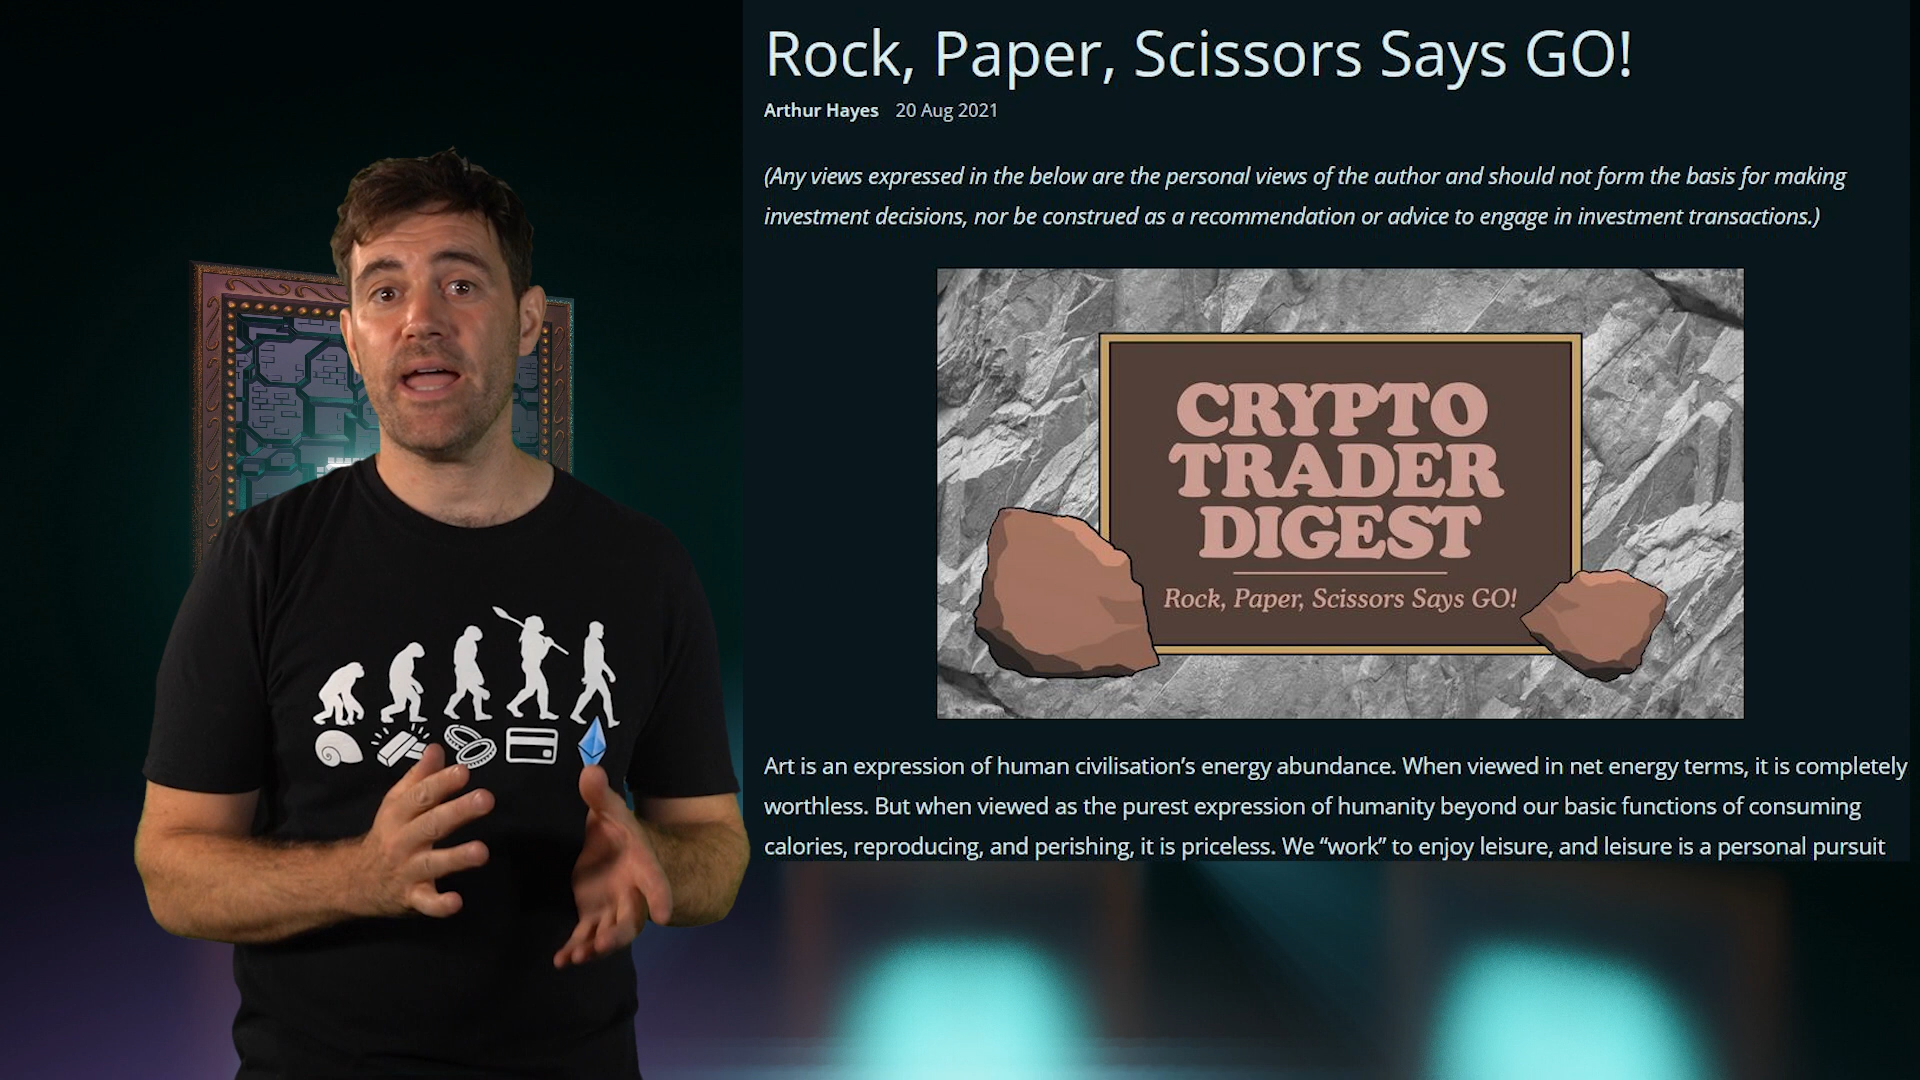 Rock, Paper, Scissors Says GO!
Arthur Hayes 20 Aug 2021
(Any views expressed in the below are the personal views of the author and should not form the basis for making
investment decisions, nor be construed as a recommendation or advice to engage in investment transactions.)
CRYPTO
TRADER
DIGEST
Rock, Paper, Scissors Says GO!
Art is an expression of human civilisation’s energy abundance. When viewed in net energy terms, it is completely
worthless. But when viewed as the purest expression of humanity beyond our basic functions of consuming
calories, reproducing, and perishing, it is priceless. We “work” to enjoy leisure, and leisure is a personal pursuit